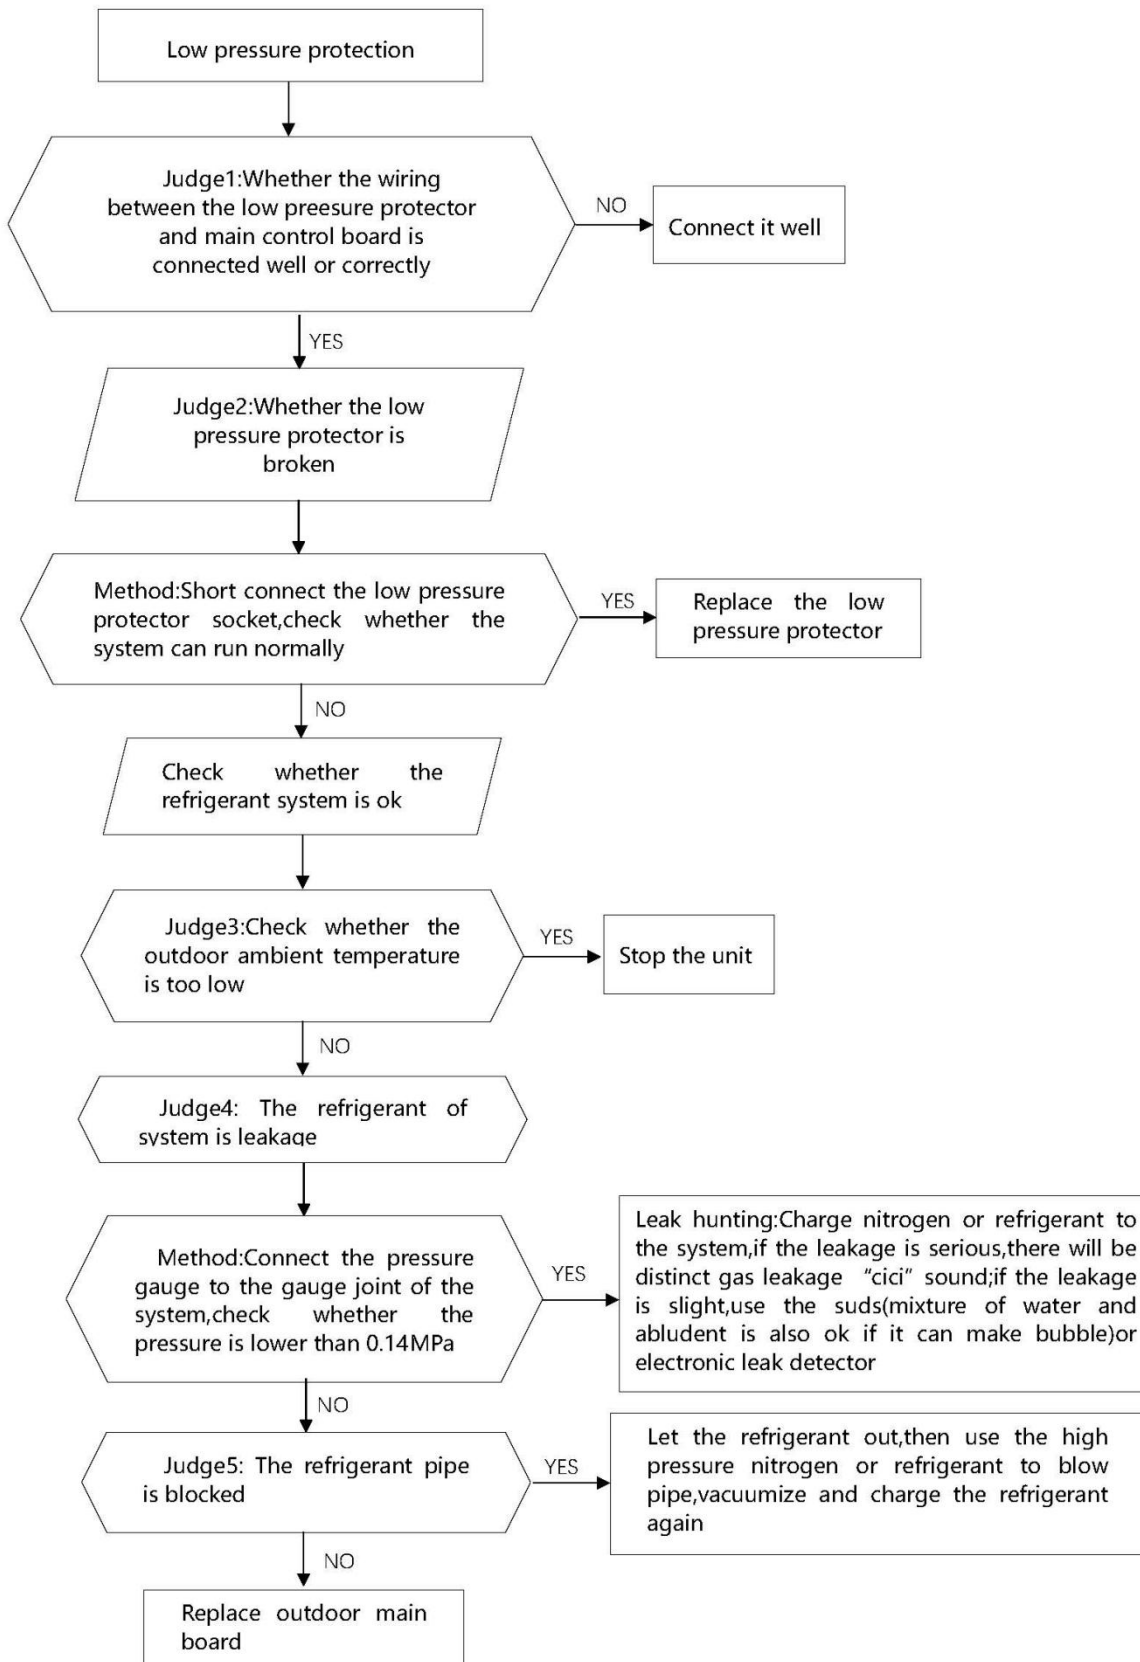 Low pressure protection
Judge1:Whether the wiring
between the low preesure protector
and main control board is
connected well or correctly
NO
Connect it well
YES
Judge2:Whether the low
pressure protector is
broken
Method:Short connect the low pressure
protector socket,check whether the
system can run normally
YES
Replace the low
pressure protector
NO
Check whether the
refrigerant system is ok
Judge3:Check whether the
outdoor ambient temperature
is too low
YES
Stop the unit
NO
Judge4: The refrigerant of
system is leakage
Method:Connect the pressure
gauge to the gauge joint of the
system,check whether the
pressure is lower than 0.14MPa
YES
Leak hunting:Charge nitrogen or refrigerant to
the system,if the leakage is serious,there will be
distinct gas leakage “cici” sound;if the leakage
is slight,use the suds(mixture of water and
abludent is also ok if it can make bubble)or
electronic leak detector
NO
Judge5: The refrigerant pipe
is blocked
YES
Let the refrigerant out,then use the high
pressure nitrogen or refrigerant to blow
pipe,vacuumize and charge the refrigerant
again
NO
Replace outdoor main
board